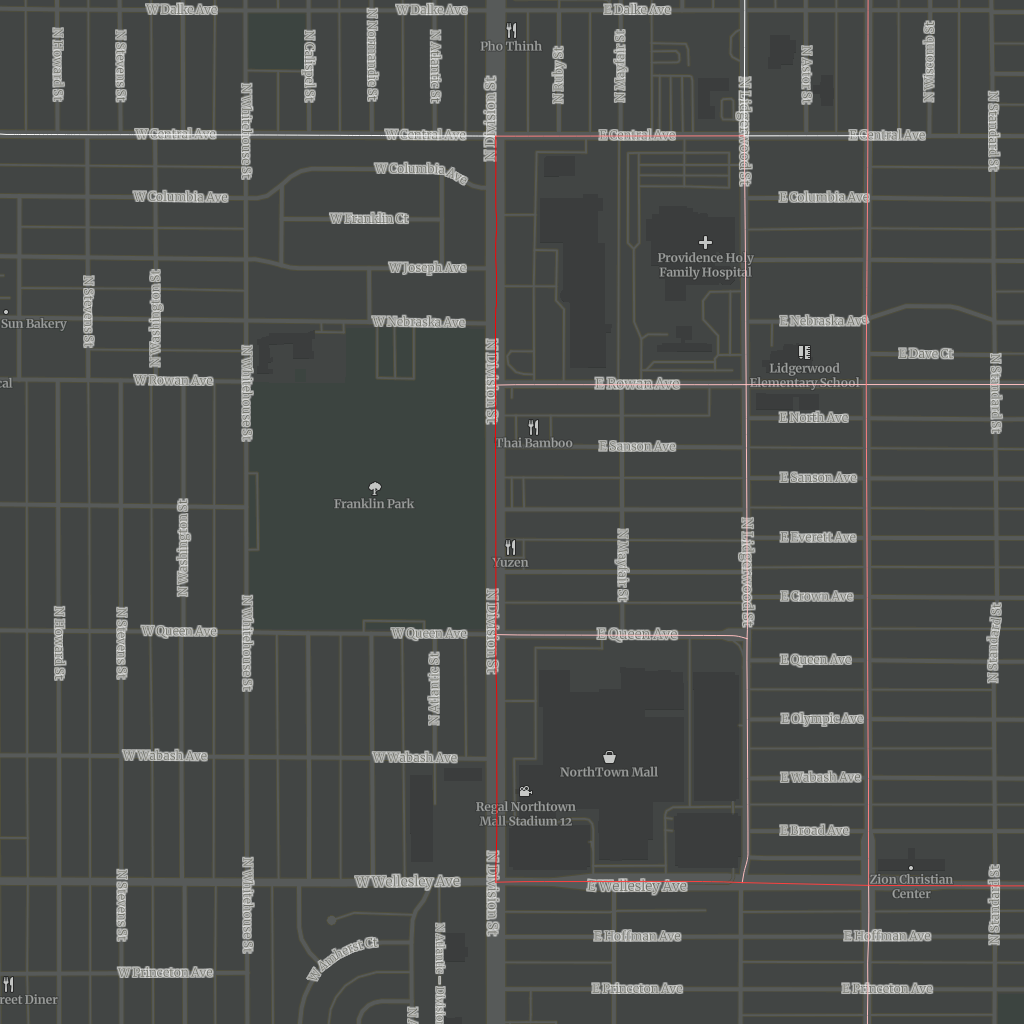 W Dalke Ave
W Dalke Ave
E Dalke Ave
N Howard St
N Stevens St
N Calispel St
N Normandie St
N Atlantic St
Pho Thinh
N Ruby St
N Mayfair St
N Astor St
N Wiscomb St
N Whitehouse St
N Division St
N Lidgerwood St
N Standard St
W Central Ave
W Central Ave
E Central Ave
E Central Ave
W Columbia Ave
W Columbia Ave
E Columbia Ave
W Franklin Ct
W Joseph Ave
Providence Holy
Family Hospital
N Stevens St
N Washington St
Sun Bakery
W Nebraska Ave
E Nebraska Ave
E Dave Ct
N Whitehouse St
N Division St
N Standard St
Lidgerwood
Elementary School
cal
W Rowan Ave
E Rowan Ave
E North Ave
Thai Bamboo
E Sanson Ave
E Sanson Ave
Franklin Park
N Washington St
E Everett Ave
Yuzen
N Mayfair St
N Lidgerwood St
E Crown Ave
N Howard St
N Stevens St
N Whitehouse St
N Division St
N Standard St
W Queen Ave
W Queen Ave
E Queen Ave
E Queen Ave
N Atlantic St
E Olympic Ave
W Wabash Ave
W Wabash Ave
NorthTown Mall
E Wabash Ave
Regal Northtown
Mall Stadium 12
E Broad Ave
N Stevens St
N Whitehouse St
N Division St
N Standard St
W Wellesley Ave
E Wellesley Ave
Zion Christian
Center
W Amherst Ct
N Atlantic – Division
E Hoffman Ave
E Hoffman Ave
W Princeton Ave
E Princeton Ave
E Princeton Ave
reet Diner
N A